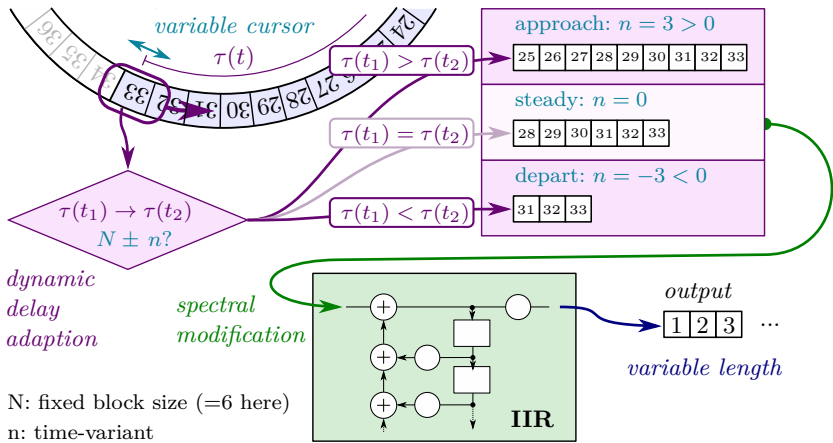 variable cursor
τ(t)
36
35
34
33
32
31
30
29
28
27
24
τ(t₁) > τ(t₂)
τ(t₁) = τ(t₂)
τ(t₁) < τ(t₂)
approach: n = 3 > 0
25 26 27 28 29 30 31 32 33
steady: n = 0
28 29 30 31 32 33
depart: n = −3 < 0
31 32 33
τ(t₁) → τ(t₂)
N ± n?
dynamic
delay
adaption
spectral
modification
+
+
+
IIR
output
1 2 3 ...
variable length
N: fixed block size (=6 here)
n: time-variant